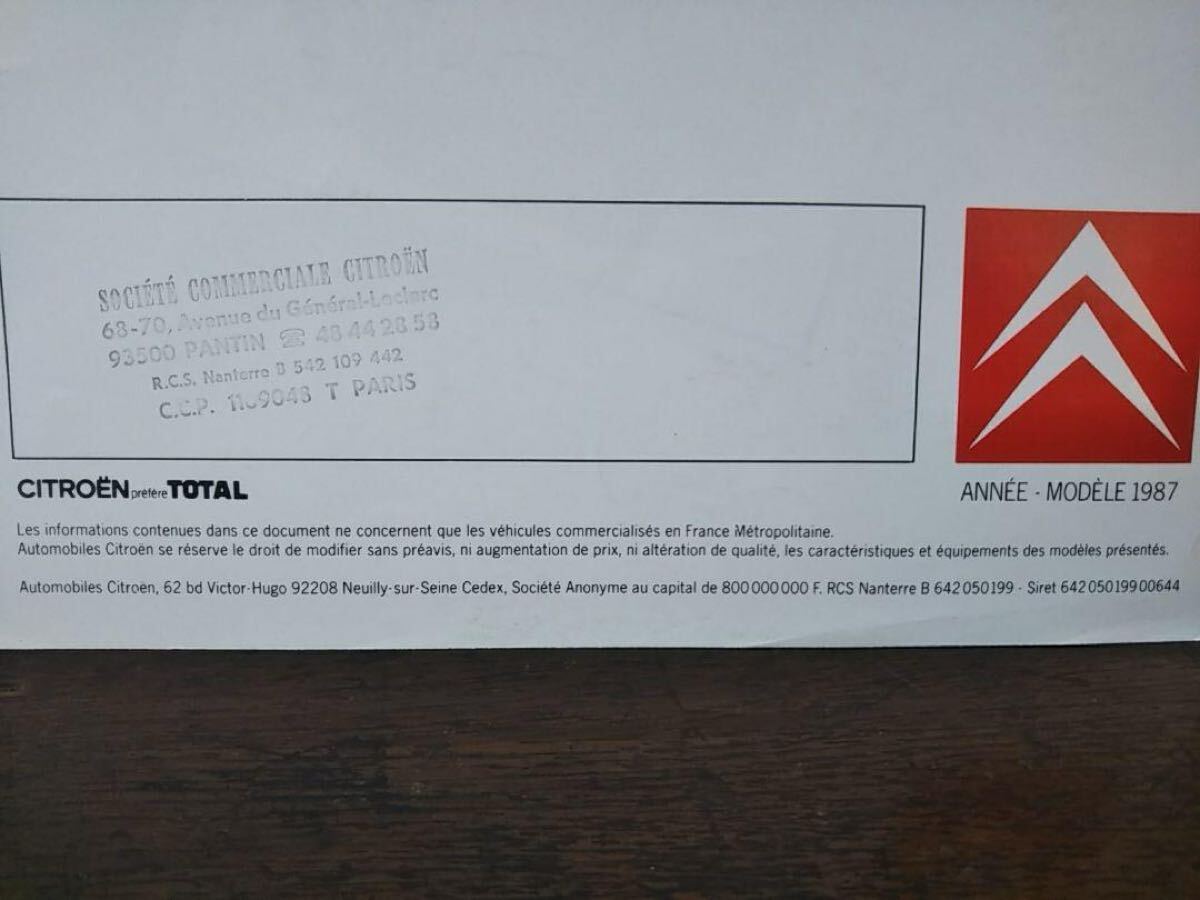 SOCIÉTÉ COMMERCIALE CITROËN
68-70, Avenue du Général-Leclerc
93500 PANTIN ☎ 48 44 28 58
R.C.S. Nanterre B 542 109 442
C.C.P. T PARIS
CITROËN préfère TOTAL
ANNÉE - MODÈLE 1987
Les informations contenues dans ce document ne concernent que les véhicules commercialisés en France Métropolitaine.
Automobiles Citroën se réserve le droit de modifier sans préavis, ni augmentation de prix, ni altération de qualité, les caractéristiques et équipements des modèles présentés.
Automobiles Citroën, 62 bd Victor-Hugo 92208 Neuilly-sur-Seine Cedex, Société Anonyme au capital de 800 000 000 F. RCS Nanterre B 642 050 199 - Siret 642 050 199 00644